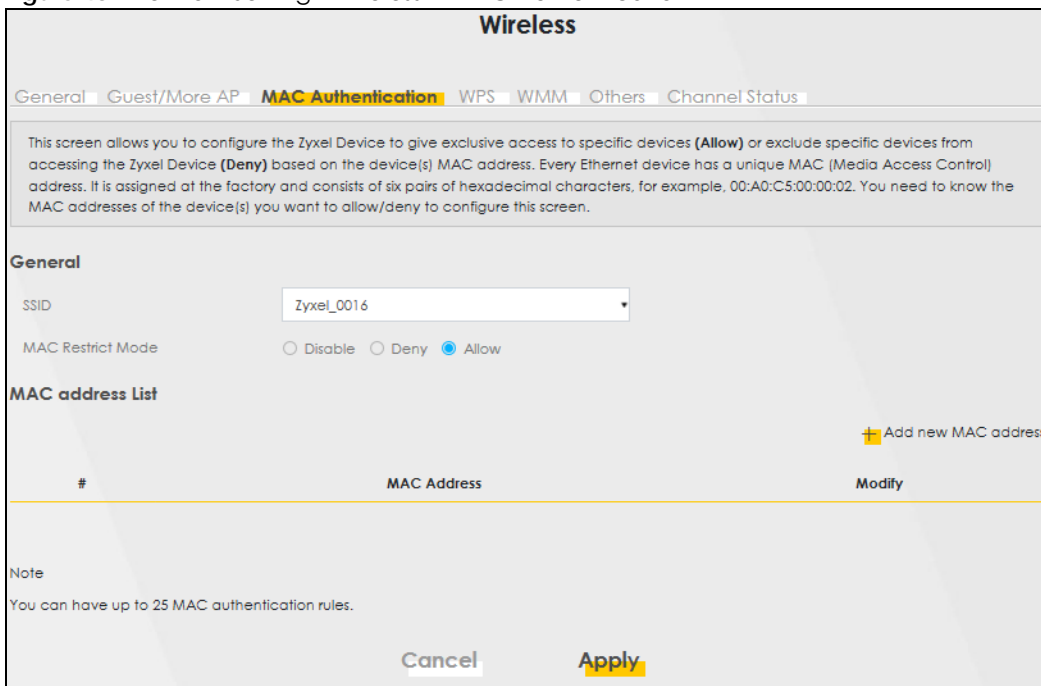 Wireless
General Guest/More AP MAC Authentication WPS WMM Others Channel Status
This screen allows you to configure the Zyxel Device to give exclusive access to specific devices (Allow) or exclude specific devices from
accessing the Zyxel Device (Deny) based on the device(s) MAC address. Every Ethernet device has a unique MAC (Media Access Control)
address. It is assigned at the factory and consists of six pairs of hexadecimal characters, for example, 00:A0:C5:00:00:02. You need to know the
MAC addresses of the device(s) you want to allow/deny to configure this screen.
General
SSID Zyxel_0016
MAC Restrict Mode Disable Deny Allow
MAC address List
+ Add new MAC address
# MAC Address Modify
Note
You can have up to 25 MAC authentication rules.
Cancel Apply